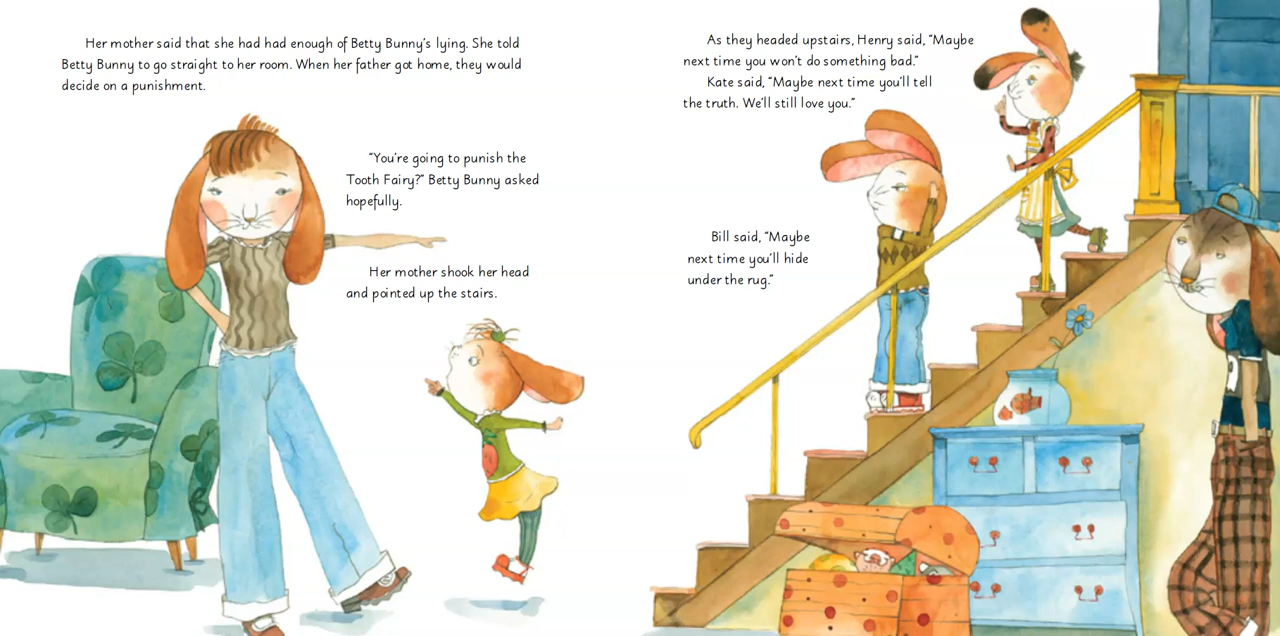 Her mother said that she had had enough of Betty Bunny's lying. She told
Betty Bunny to go straight to her room. When her father got home, they would
decide on a punishment.
"You're going to punish the
Tooth Fairy?" Betty Bunny asked
hopefully.
Her mother shook her head
and pointed up the stairs.
As they headed upstairs, Henry said, "Maybe
next time you won't do something bad."
Kate said, "Maybe next time you'll tell
the truth. We'll still love you."
Bill said, "Maybe
next time you'll hide
under the rug."